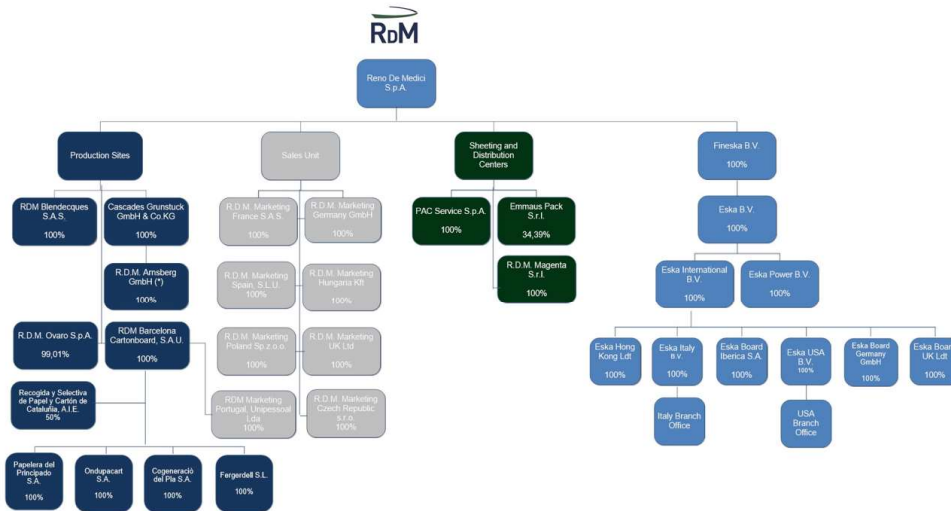 RDM
Reno De Medici
S.p.A.
Production Sites
Sales Unit
Sheeting and
Distribution
Centers
Fineska B.V.
100%
RDM Blendecques
S.A.S,
100%
Cascades Grunstuck
GmbH & Co.KG
100%
R.D.M. Marketing
France S.A.S.
100%
R.D.M. Marketing
Germany GmbH
100%
PAC Service S.p.A.
100%
Emmaus Pack
S.r.l.
34,39%
Eska B.V.
100%
R.D.M. Arnsberg
GmbH (*)
100%
R.D.M. Marketing
Spain, S.L.U.
100%
R.D.M. Marketing
Hungaria Kft
100%
R.D.M. Magenta
S.r.l.
100%
Eska International
B.V.
100%
Eska Power B.V.
100%
R.D.M. Ovaro S.p.A.
99,01%
RDM Barcelona
Cartonboard, S.A.U.
100%
R.D.M. Marketing
Poland Sp.z.o.o.
100%
R.D.M. Marketing
UK Ltd
100%
Eska Hong
Kong Ldt
100%
Eska Italy
B.V.
100%
Eska Board
Iberica S.A.
100%
Eska USA
B.V.
100%
Eska Board
Germany
GmbH
100%
Eska Board
UK Ldt
100%
Recogida y Selectiva
de Papel y Cartón de
Cataluñia, A.I.E.
50%
RDM Marketing
Portugal, Unipessoal
Lda
100%
R.D.M. Marketing
Czech Republic
s.r.o.
100%
Italy Branch
Office
USA
Branch
Office
Papelera del
Principado
S.A.
100%
Ondupacart
S.A.
100%
Cogeneració
del Pla S.A.
100%
Fergerdell S.L.
100%